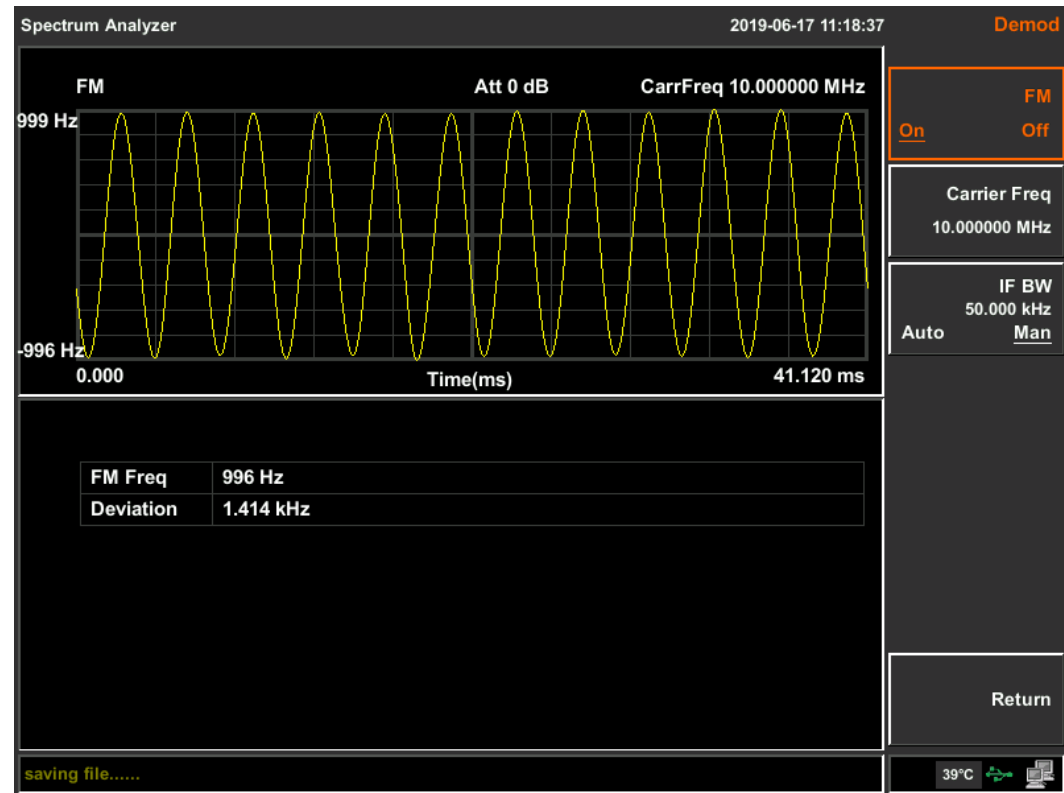 Spectrum Analyzer 2019-06-17 11:18:37 Demod
FM Att 0 dB CarrFreq 10.000000 MHz
999 Hz
-996 Hz
0.000 Time(ms) 41.120 ms
FM Freq 996 Hz
Deviation 1.414 kHz
saving file......
FM
On Off
Carrier Freq
10.000000 MHz
IF BW
50.000 kHz
Auto Man
Return
39°C